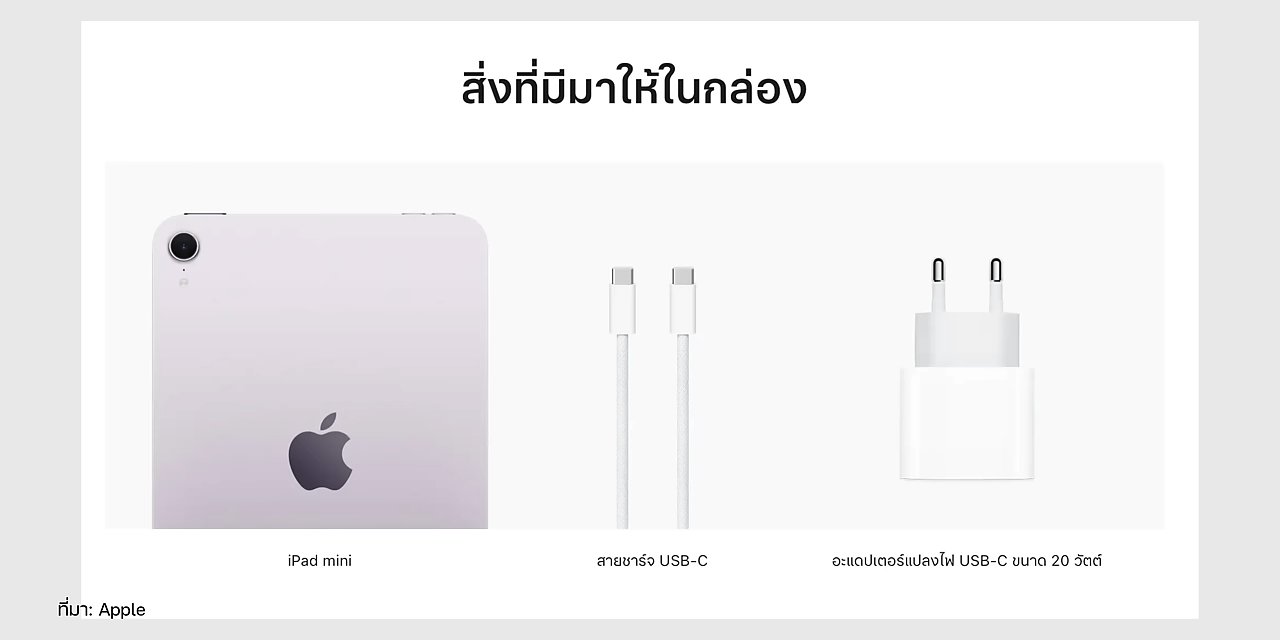 สิ่งที่มีมาให้ในกล่อง
iPad mini
สายชาร์จ USB-C
อะแดปเตอร์แปลงไฟ USB-C ขนาด 20 วัตต์
ที่มา: Apple